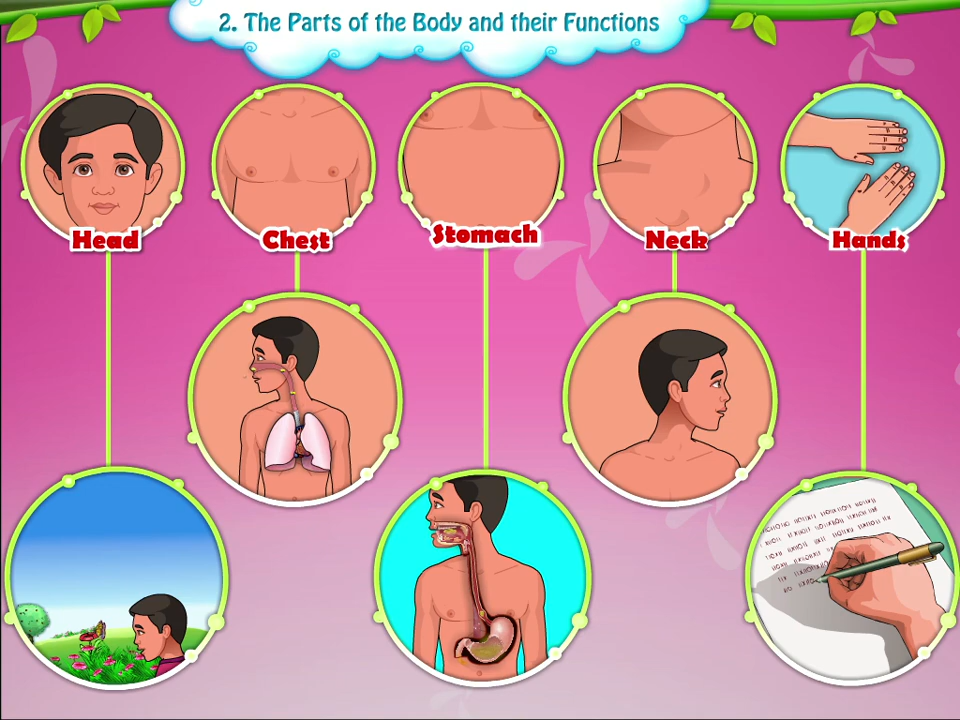 2. The Parts of the Body and their Functions
Head
Chest
Stomach
Neck
Hands